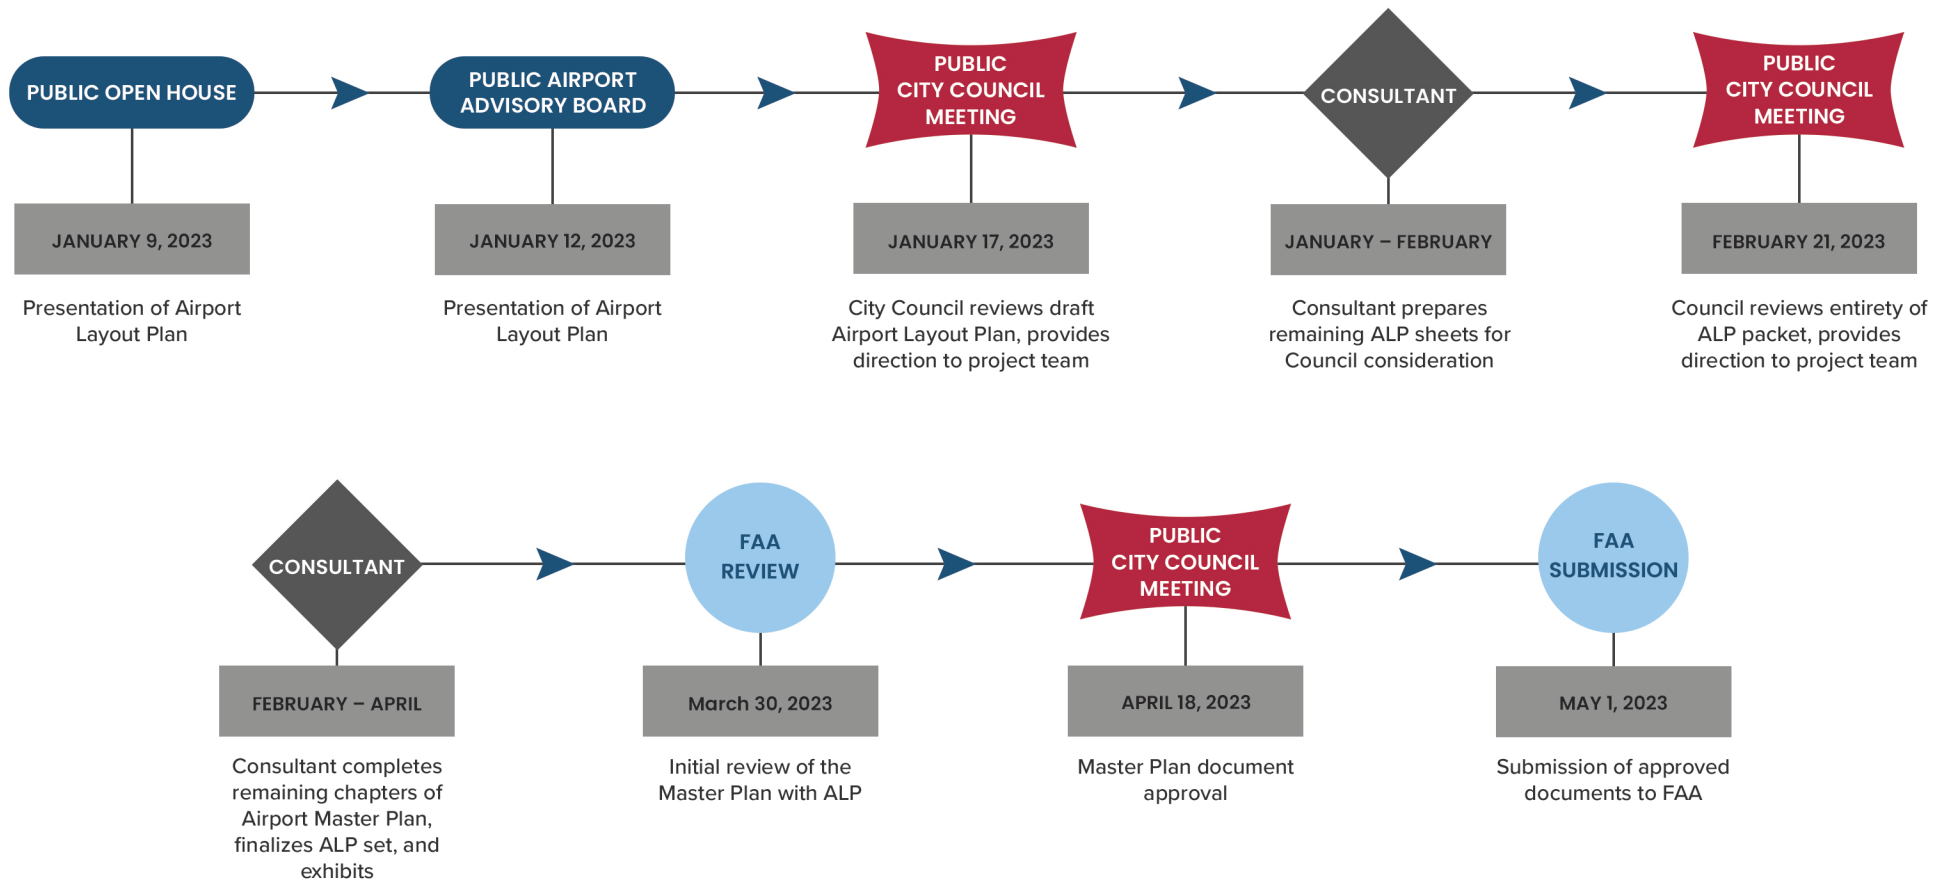 PUBLIC OPEN HOUSE
JANUARY 9, 2023
Presentation of Airport
Layout Plan
PUBLIC AIRPORT
ADVISORY BOARD
JANUARY 12, 2023
Presentation of Airport
Layout Plan
PUBLIC
CITY COUNCIL
MEETING
JANUARY 17, 2023
City Council reviews draft
Airport Layout Plan, provides
direction to project team
CONSULTANT
JANUARY – FEBRUARY
Consultant prepares
remaining ALP sheets for
Council consideration
PUBLIC
CITY COUNCIL
MEETING
FEBRUARY 21, 2023
Council reviews entirety of
ALP packet, provides
direction to project team
CONSULTANT
FEBRUARY – APRIL
Consultant completes
remaining chapters of
Airport Master Plan,
finalizes ALP set, and
exhibits
FAA
REVIEW
March 30, 2023
Initial review of the
Master Plan with ALP
PUBLIC
CITY COUNCIL
MEETING
APRIL 18, 2023
Master Plan document
approval
FAA
SUBMISSION
MAY 1, 2023
Submission of approved
documents to FAA